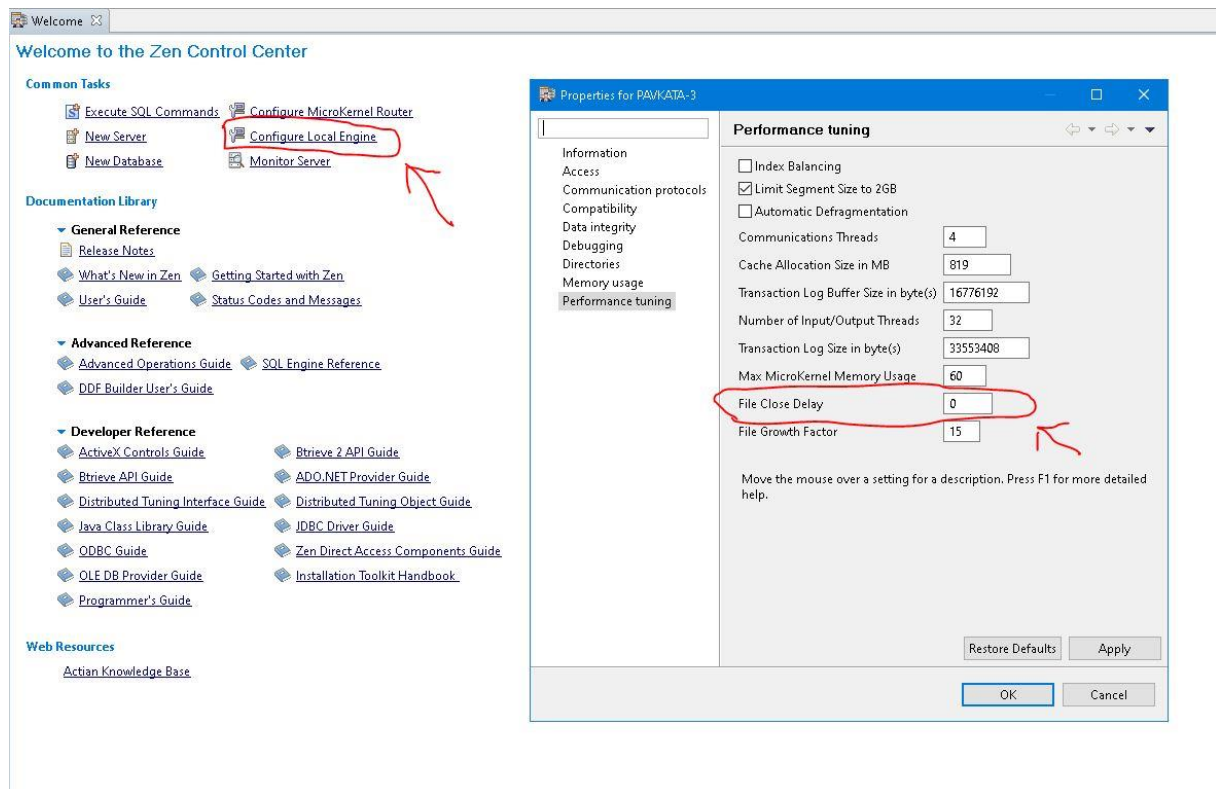 Welcome
Welcome to the Zen Control Center
Common Tasks
Execute SQL Commands Configure MicroKernel Router
New Server Configure Local Engine
New Database Monitor Server
Documentation Library
General Reference
Release Notes
What's New in Zen Getting Started with Zen
User's Guide Status Codes and Messages
Advanced Reference
Advanced Operations Guide SQL Engine Reference
DDF Builder User's Guide
Developer Reference
ActiveX Controls Guide Btrieve 2 API Guide
Btrieve API Guide ADO.NET Provider Guide
Distributed Tuning Interface Guide Distributed Tuning Object Guide
Java Class Library Guide JDBC Driver Guide
ODBC Guide Zen Direct Access Components Guide
OLE DB Provider Guide Installation Toolkit Handbook
Programmer's Guide
Web Resources
Actian Knowledge Base
Properties for PAVKATA-3
Information
Access
Communication protocols
Compatibility
Data integrity
Debugging
Directories
Memory usage
Performance tuning
Performance tuning
Index Balancing
Limit Segment Size to 2GB
Automatic Defragmentation
Communications Threads 4
Cache Allocation Size in MB 819
Transaction Log Buffer Size in byte(s) 16776192
Number of Input/Output Threads 32
Transaction Log Size in byte(s) 33553408
Max MicroKernel Memory Usage 60
File Close Delay 0
File Growth Factor 15
Move the mouse over a setting for a description. Press F1 for more detailed
help.
Restore Defaults Apply
OK Cancel